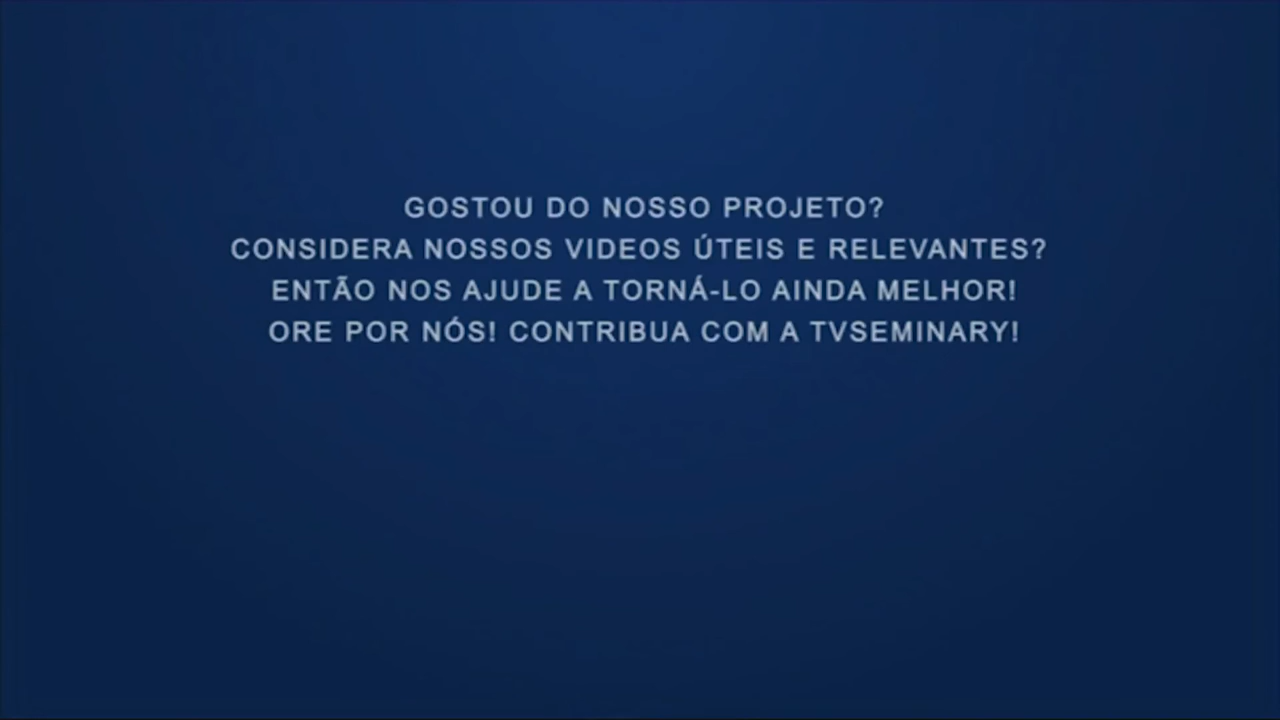 GOSTOU DO NOSSO PROJETO?
CONSIDERA NOSSOS VIDEOS ÚTEIS E RELEVANTES?
ENTÃO NOS AJUDE A TORNÁ-LO AINDA MELHOR!
ORE POR NÓS! CONTRIBUA COM A TVSEMINARY!